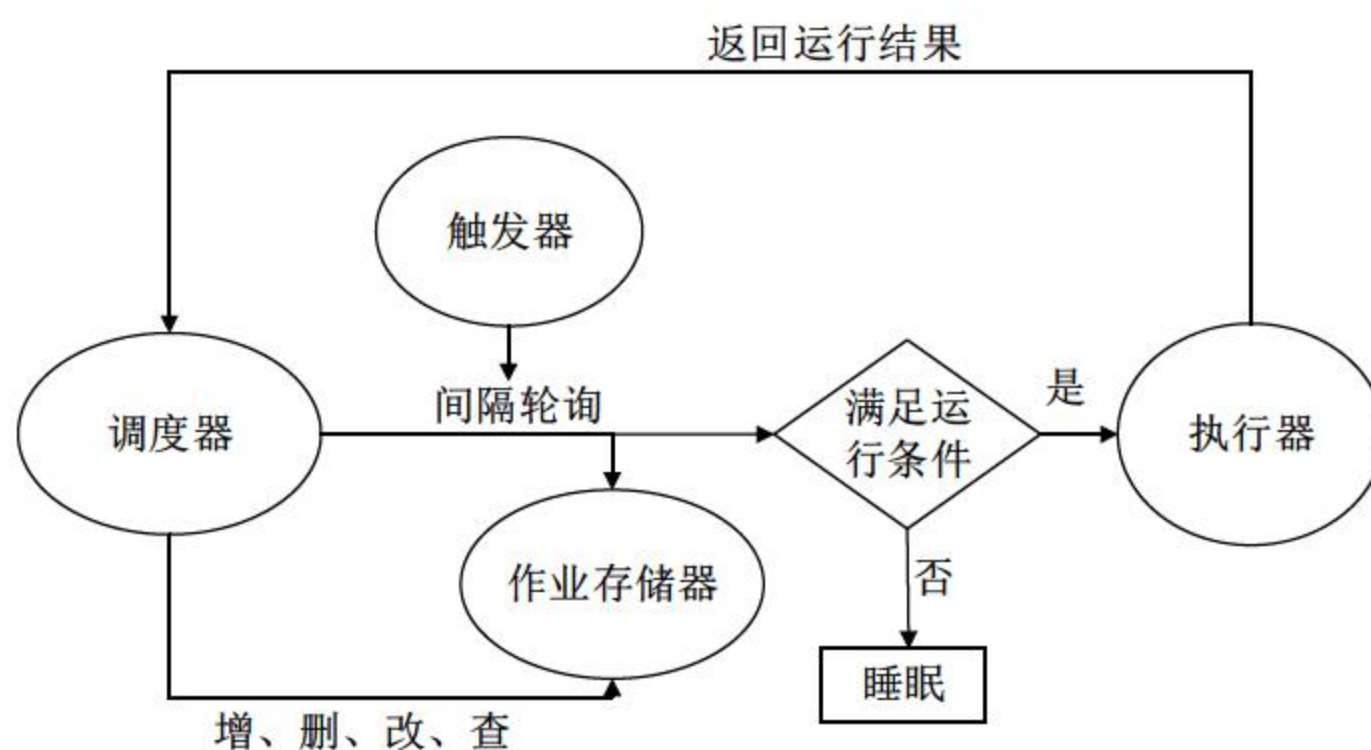 返回运行结果
触发器
间隔轮询
调度器
满足运
行条件
是
执行器
作业存储器
否
睡眠
增、删、改、查